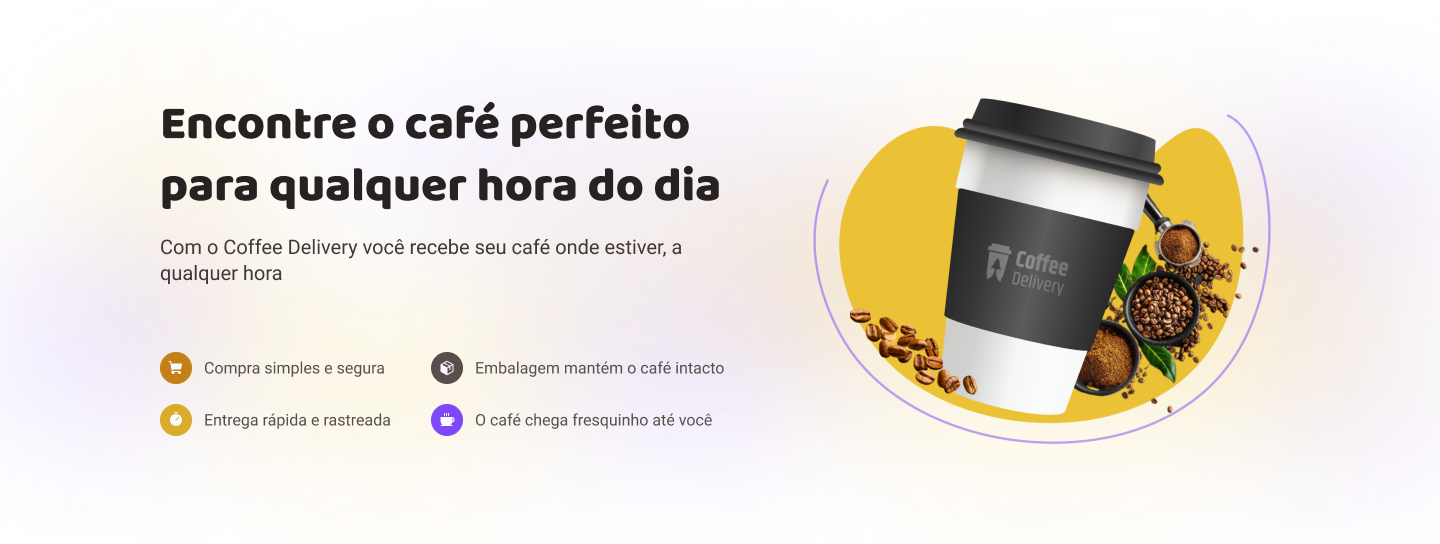 Encontre o café perfeito
para qualquer hora do dia
Com o Coffee Delivery você recebe seu café onde estiver, a
qualquer hora
Compra simples e segura
Embalagem mantém o café intacto
Entrega rápida e rastreada
O café chega fresquinho até você
Coffee
Delivery